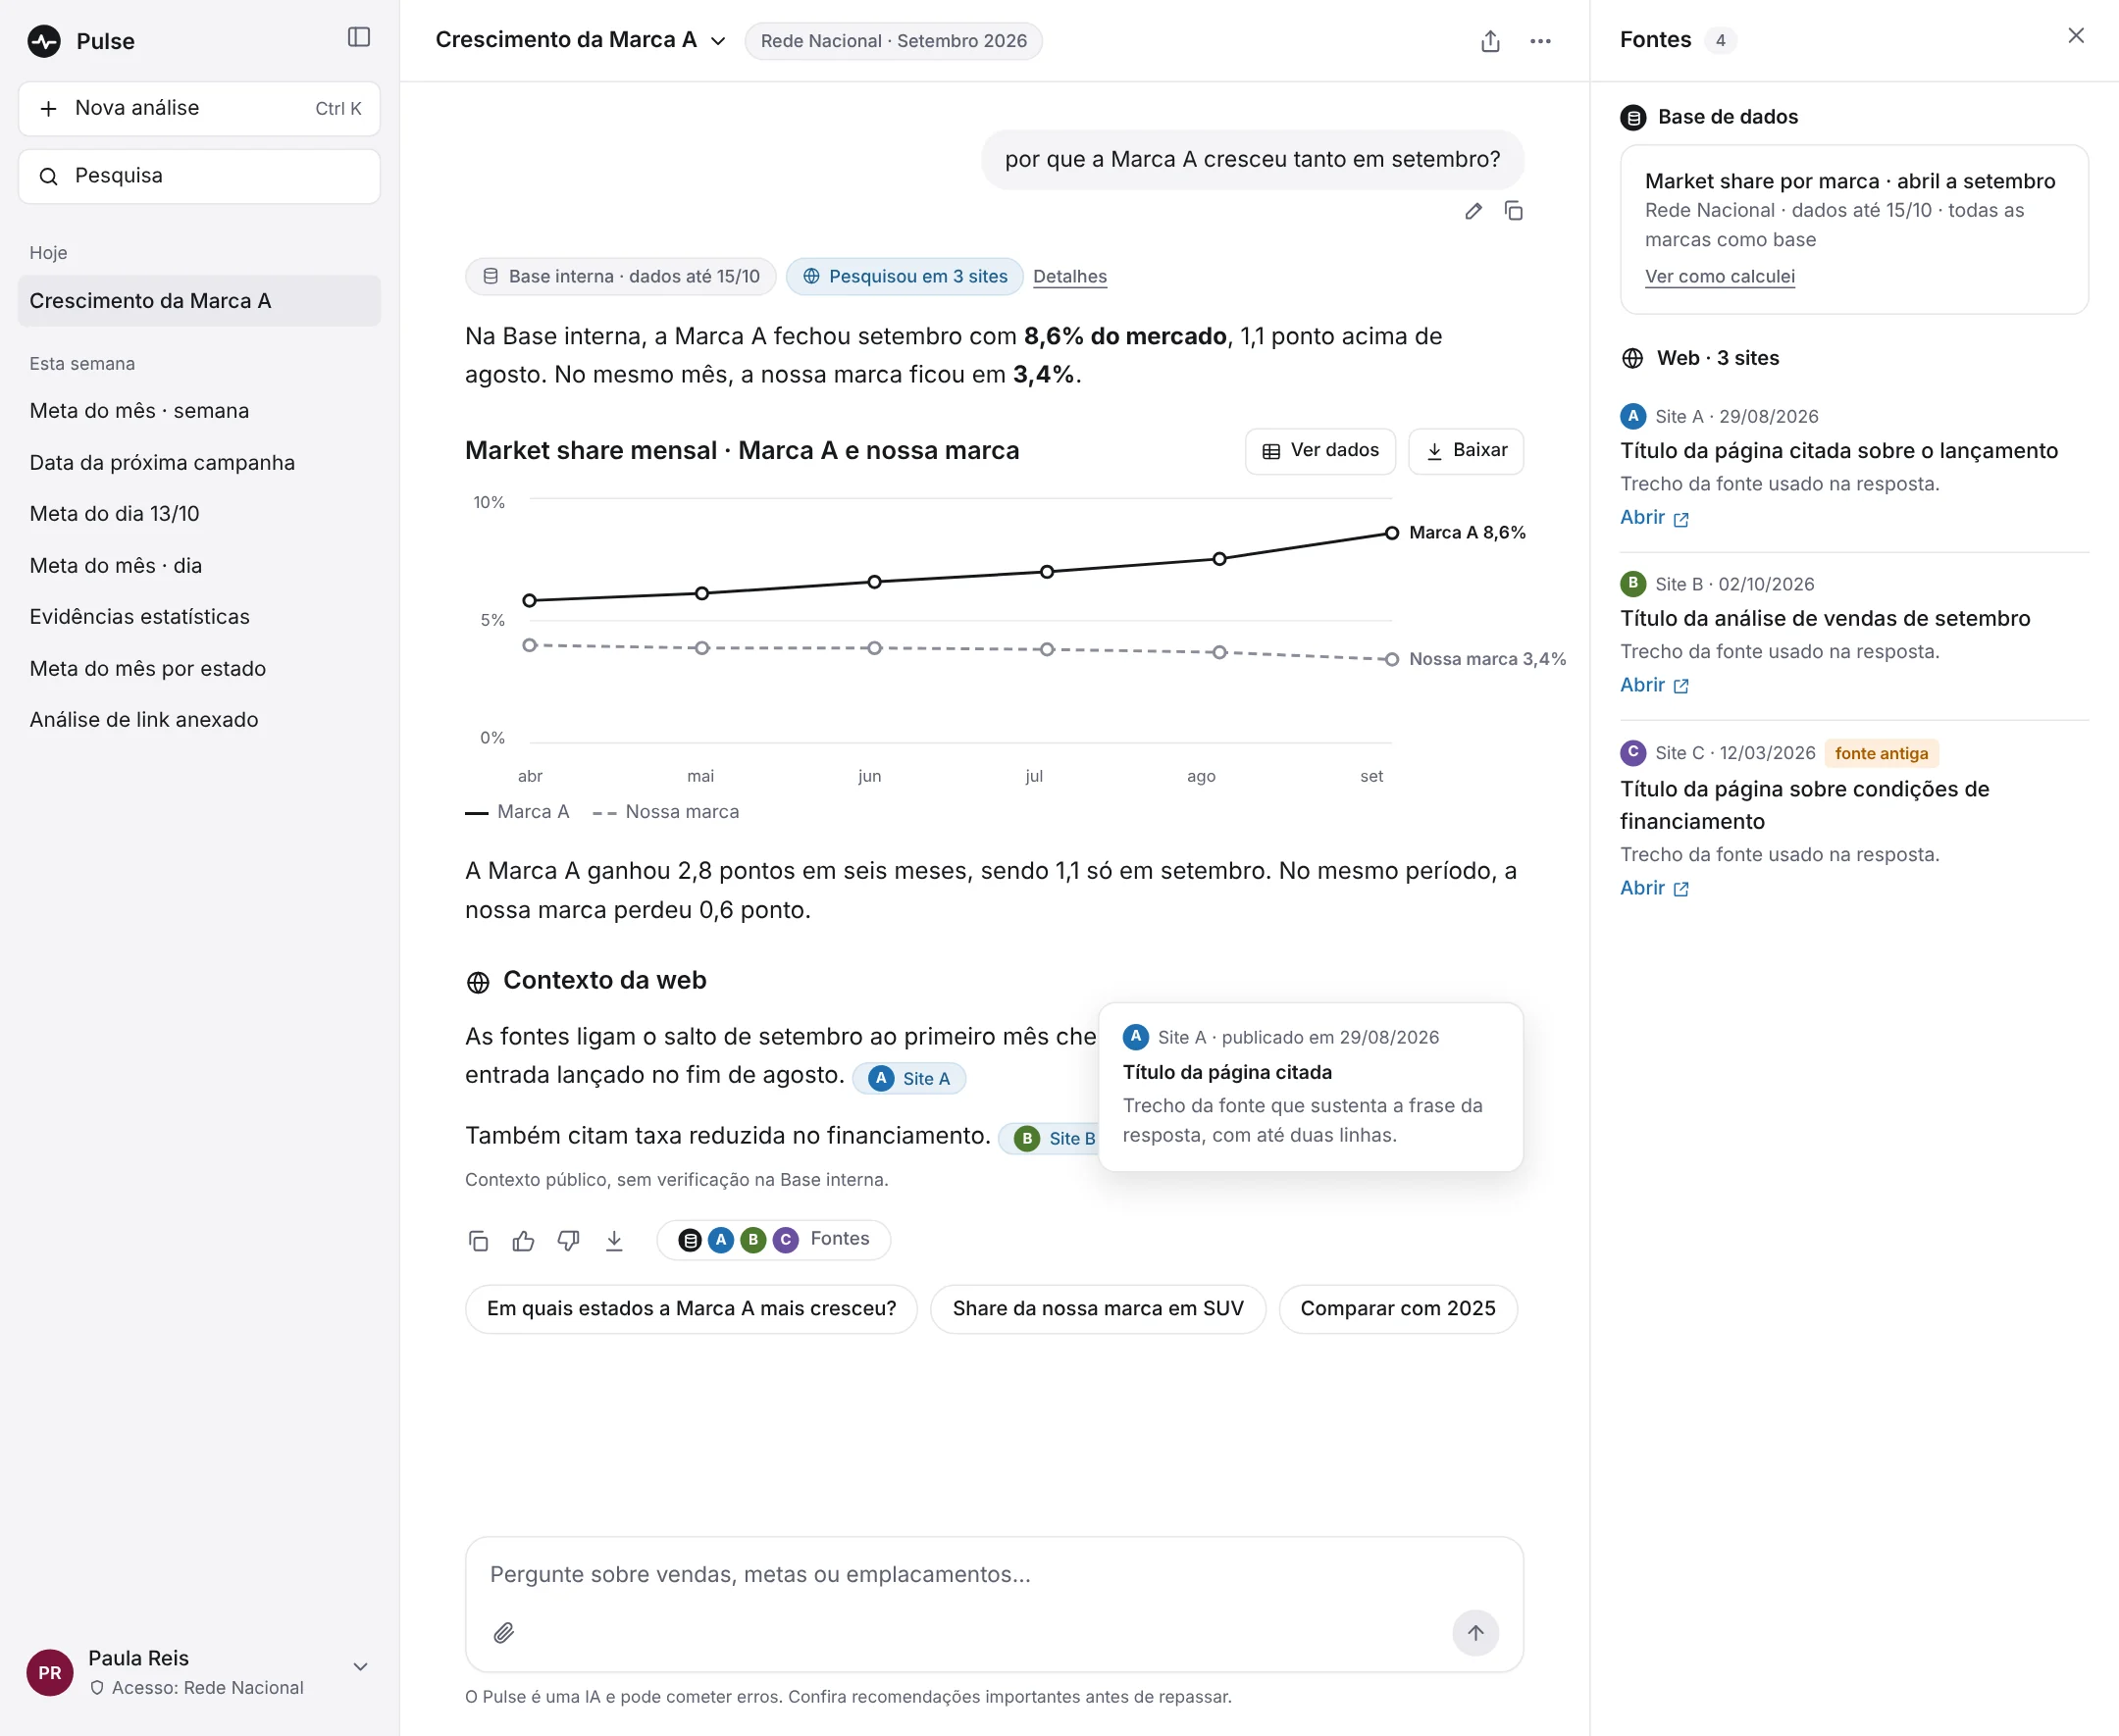 Pulse
Nova análise
Ctrl K
Pesquisa
Hoje
Crescimento da Marca A
Esta semana
Meta do mês · semana
Data da próxima campanha
Meta do dia 13/10
Meta do mês · dia
Evidências estatísticas
Meta do mês por estado
Análise de link anexado
PR
Paula Reis
Acesso: Rede Nacional
Crescimento da Marca A
Rede Nacional · Setembro 2026
por que a Marca A cresceu tanto em setembro?
Base interna · dados até 15/10
Pesquisou em 3 sites
Detalhes
Na Base interna, a Marca A fechou setembro com 8,6% do mercado, 1,1 ponto acima de
agosto. No mesmo mês, a nossa marca ficou em 3,4%.
Market share mensal · Marca A e nossa marca
Ver dados
Baixar
10%
5%
0%
Marca A 8,6%
Nossa marca 3,4%
abr
mai
jun
jul
ago
set
Marca A
Nossa marca
A Marca A ganhou 2,8 pontos em seis meses, sendo 1,1 só em setembro. No mesmo período, a
nossa marca perdeu 0,6 ponto.
Contexto da web
As fontes ligam o salto de setembro ao primeiro mês che
entrada lançado no fim de agosto.
A Site A
Também citam taxa reduzida no financiamento.
B Site B
A Site A · publicado em 29/08/2026
Título da página citada
Trecho da fonte que sustenta a frase da
resposta, com até duas linhas.
Contexto público, sem verificação na Base interna.
A B C Fontes
Em quais estados a Marca A mais cresceu?
Share da nossa marca em SUV
Comparar com 2025
Pergunte sobre vendas, metas ou emplacamentos...
O Pulse é uma IA e pode cometer erros. Confira recomendações importantes antes de repassar.
Fontes 4
Base de dados
Market share por marca · abril a setembro
Rede Nacional · dados até 15/10 · todas as
marcas como base
Ver como calculei
Web · 3 sites
A Site A · 29/08/2026
Título da página citada sobre o lançamento
Trecho da fonte usado na resposta.
Abrir
B Site B · 02/10/2026
Título da análise de vendas de setembro
Trecho da fonte usado na resposta.
Abrir
C Site C · 12/03/2026 fonte antiga
Título da página sobre condições de
financiamento
Trecho da fonte usado na resposta.
Abrir